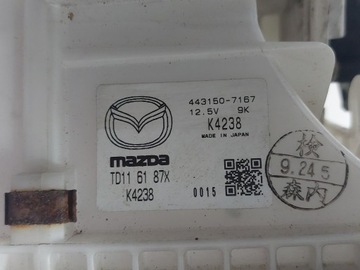 443150-7167
12.5V 9K
K4238
MADE IN JAPAN
mazda
TD11 61 87X
K4238
0015
検
9.24 5
森内